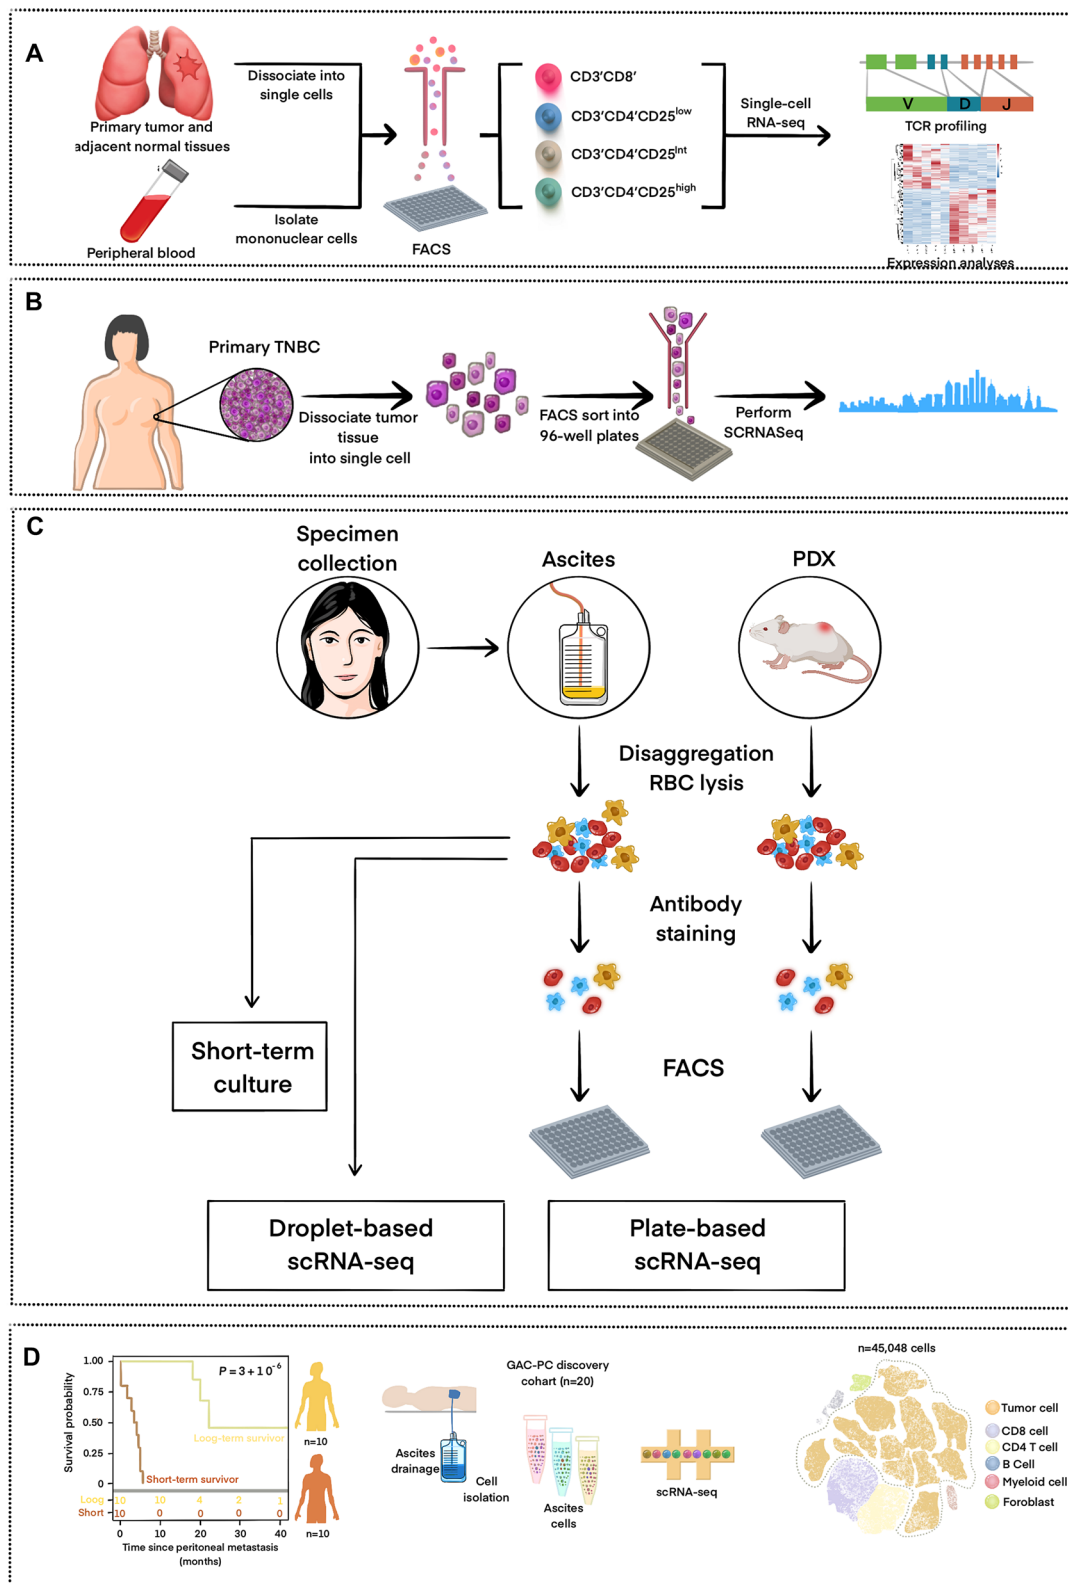 A
Primary tumor and
adjacent normal tissues
Peripheral blood
Dissociate into
single cells
Isolate
mononuclear cells
FACS
CD3′CD8′
CD3′CD4′CD25low
CD3′CD4′CD25Int
CD3′CD4′CD25high
Single-cell
RNA-seq
V D J
TCR profiling
Expression analyses
B
Primary TNBC
Dissociate tumor
tissue
into single cell
FACS sort into
96-well plates
Perform
SCRNASeq
C
Specimen
collection
Ascites
PDX
Disaggregation
RBC lysis
Antibody
staining
FACS
Short-term
culture
Droplet-based
scRNA-seq
Plate-based
scRNA-seq
D
Survival probability
1.00
0.75
0.50
0.25
0
P = 3 + 10-6
Loog-term survivor
Short-term survivor
Loog 10 10 4 2 1
Short 10 0 0 0 0
0 10 20 30 40
Time since peritoneal metastasis
(months)
n=10
n=10
Ascites
drainage
Cell
isolation
GAC-PC discovery
cohort (n=20)
Ascites
cells
scRNA-seq
n=45,048 cells
Tumor cell
CD8 cell
CD4 T cell
B Cell
Myeloid cell
Foroblast